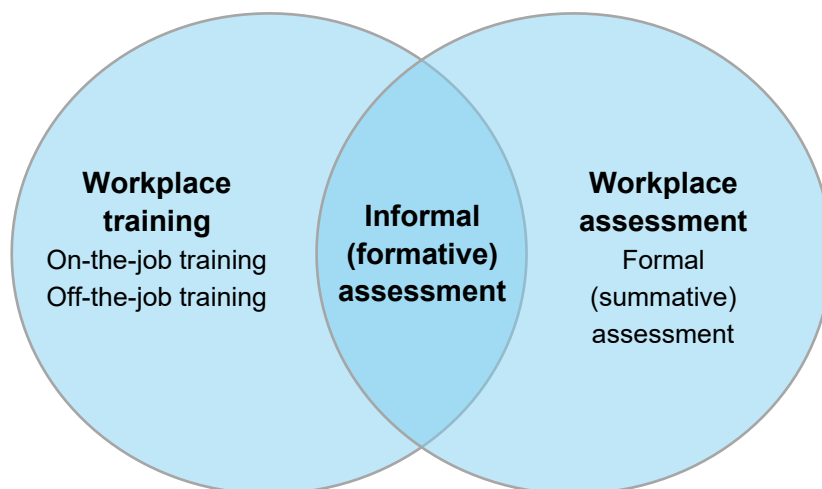 Workplace
training
On-the-job training
Off-the-job training
Informal
(formative)
assessment
Workplace
assessment
Formal
(summative)
assessment